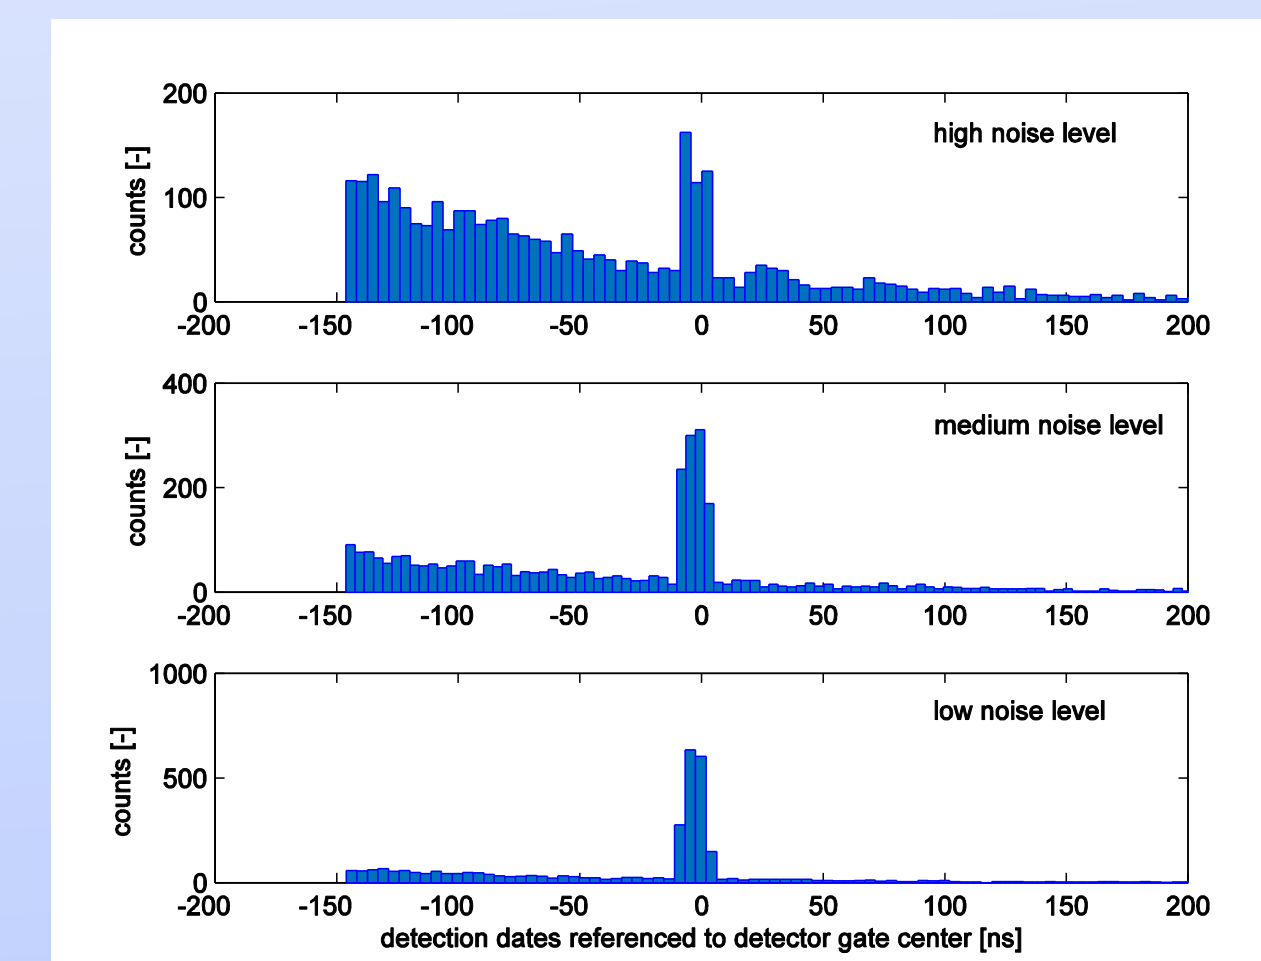 200
high noise level
counts [-]
100
0
-200 -150 -100 -50 0 50 100 150 200
400
medium noise level
counts [-]
200
0
-200 -150 -100 -50 0 50 100 150 200
1000
low noise level
counts [-]
500
0
-200 -150 -100 -50 0 50 100 150 200
detection dates referenced to detector gate center [ns]